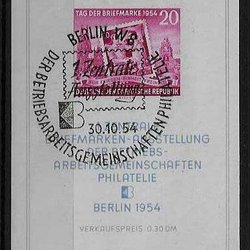 TAG DER BRIEFMARKE 1954
20
DEUTSCHE DEMOKRATISCHE REPUBLIK
BERLIN W 8
DER BETRIEBSARBEITSGEMEINSCHAFTEN PHILATELIE
30.10.54
BRIEFMARKEN-AUSSTELLUNG
DER BETRIEBS-
ARBEITSGEMEINSCHAFTEN
PHILATELIE
BERLIN 1954
VERKAUFSPREIS 0.30 DM